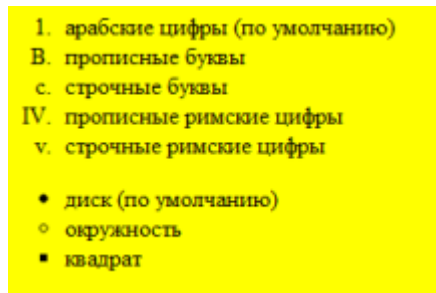 1. арабские цифры (по умолчанию)
B. прописные буквы
c. строчные буквы
IV. прописные римские цифры
v. строчные римские цифры
• диск (по умолчанию)
◦ окружность
▪ квадрат